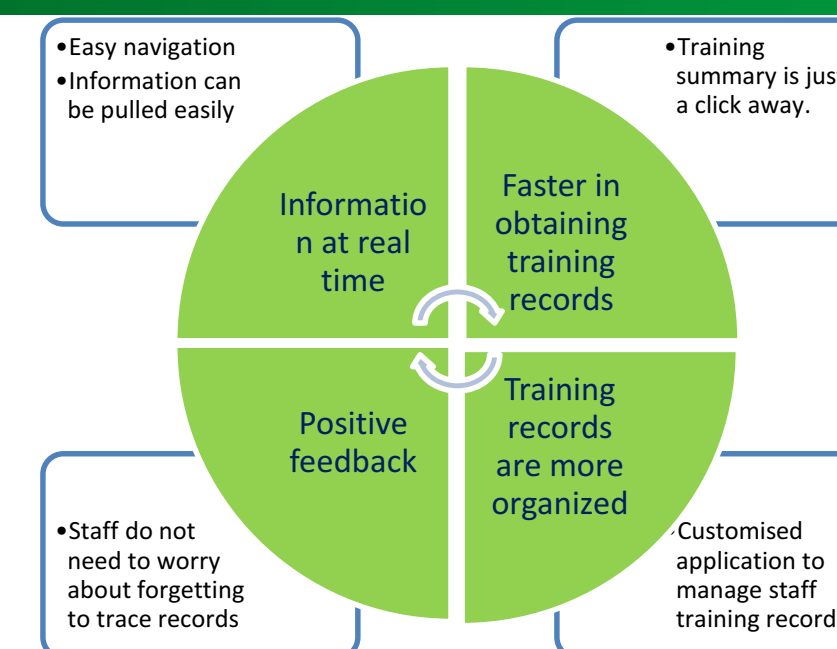 •Easy navigation
•Information can
be pulled easily
•Training
summary is just
a click away.
Informatio
n at real
time
Faster in
obtaining
training
records
Positive
feedback
Training
records
are more
organized
•Staff do not
need to worry
about forgetting
to trace records
Customised
application to
manage staff
training record